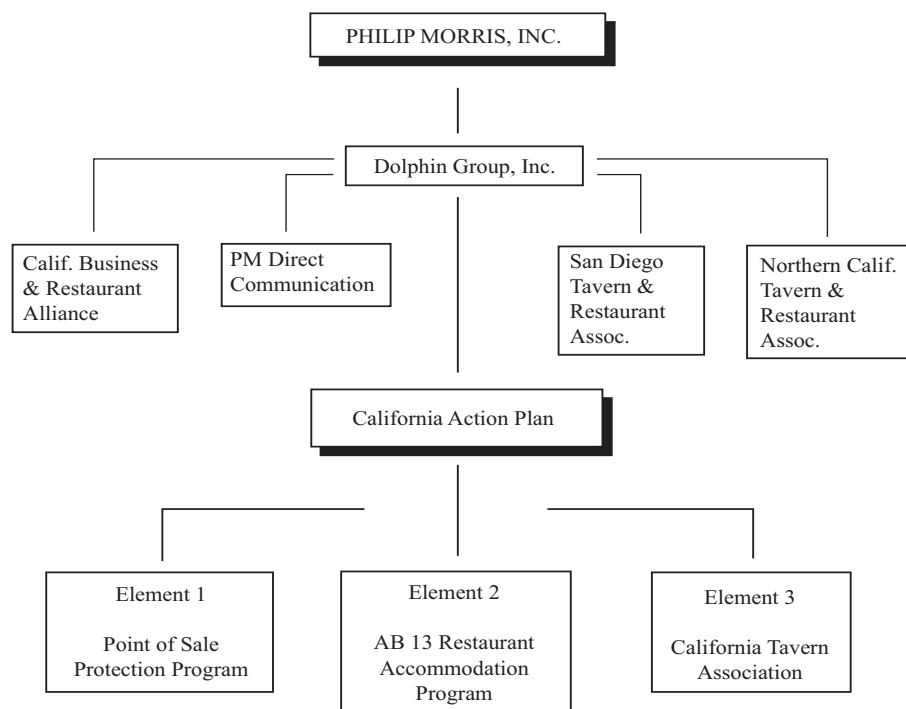 PHILIP MORRIS, INC.
Dolphin Group, Inc.
Calif. Business
& Restaurant
Alliance
PM Direct
Communication
San Diego
Tavern &
Restaurant
Assoc.
Northern Calif.
Tavern &
Restaurant
Assoc.
California Action Plan
Element 1
Point of Sale
Protection Program
Element 2
AB 13 Restaurant
Accommodation
Program
Element 3
California Tavern
Association